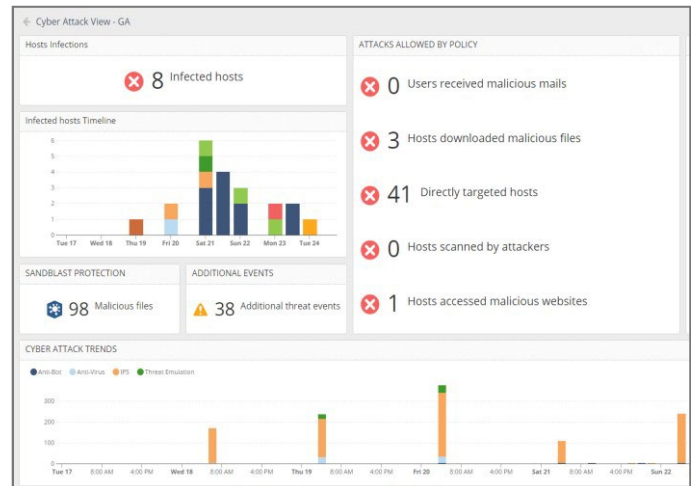 ← Cyber Attack View - GA
Hosts Infections
8 Infected hosts
Infected hosts Timeline
6
5
4
3
2
1
0
Tue 17 Wed 18 Thu 19 Fri 20 Sat 21 Sun 22 Mon 23 Tue 24
SANDBLAST PROTECTION
98 Malicious files
ADDITIONAL EVENTS
38 Additional threat events
ATTACKS ALLOWED BY POLICY
0 Users received malicious mails
3 Hosts downloaded malicious files
41 Directly targeted hosts
0 Hosts scanned by attackers
1 Hosts accessed malicious websites
CYBER ATTACK TRENDS
Anti-Bot Anti-Virus IPS Threat Emulation
300
200
100
0
Tue 17 8:00 AM 4:00 PM Wed 18 8:00 AM 4:00 PM Thu 19 8:00 AM 4:00 PM Fri 20 8:00 AM 4:00 PM Sat 21 8:00 AM 4:00 PM Sun 22